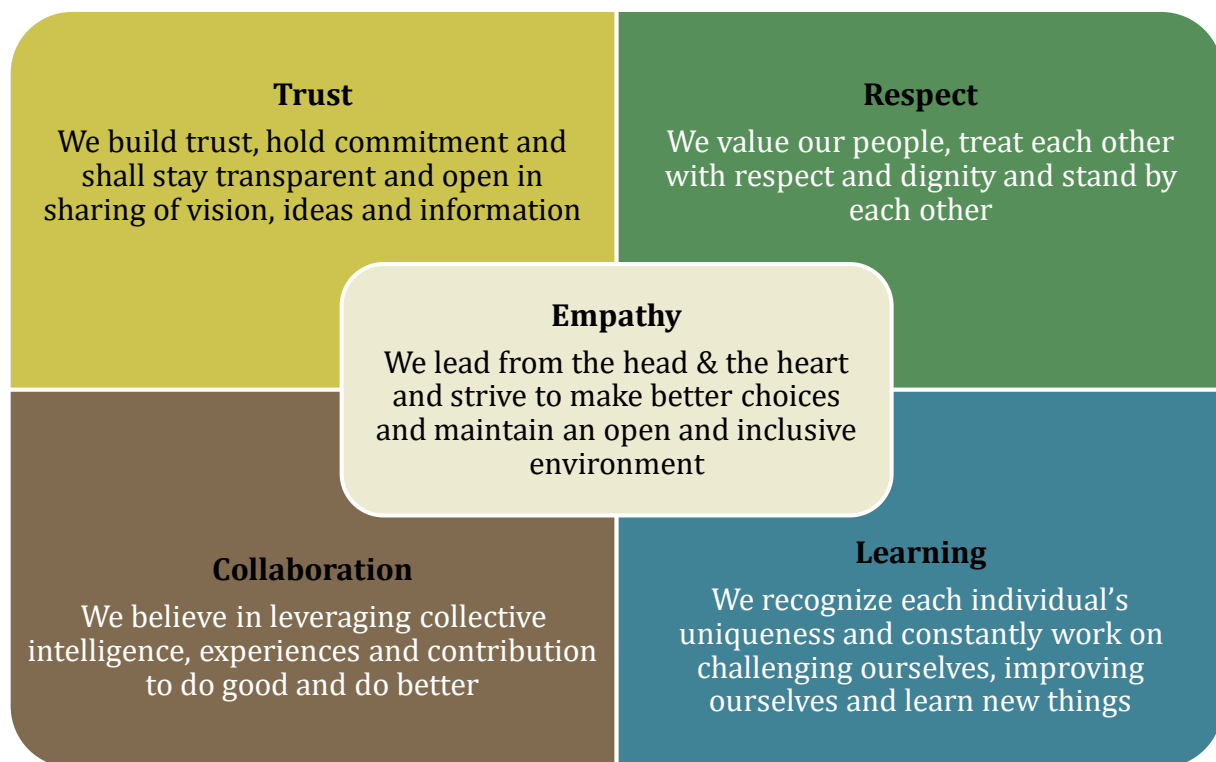 Trust
We build trust, hold commitment and
shall stay transparent and open in
sharing of vision, ideas and information
Respect
We value our people, treat each other
with respect and dignity and stand by
each other
Empathy
We lead from the head & the heart
and strive to make better choices
and maintain an open and inclusive
environment
Collaboration
We believe in leveraging collective
intelligence, experiences and contribution
to do good and do better
Learning
We recognize each individual’s
uniqueness and constantly work on
challenging ourselves, improving
ourselves and learn new things